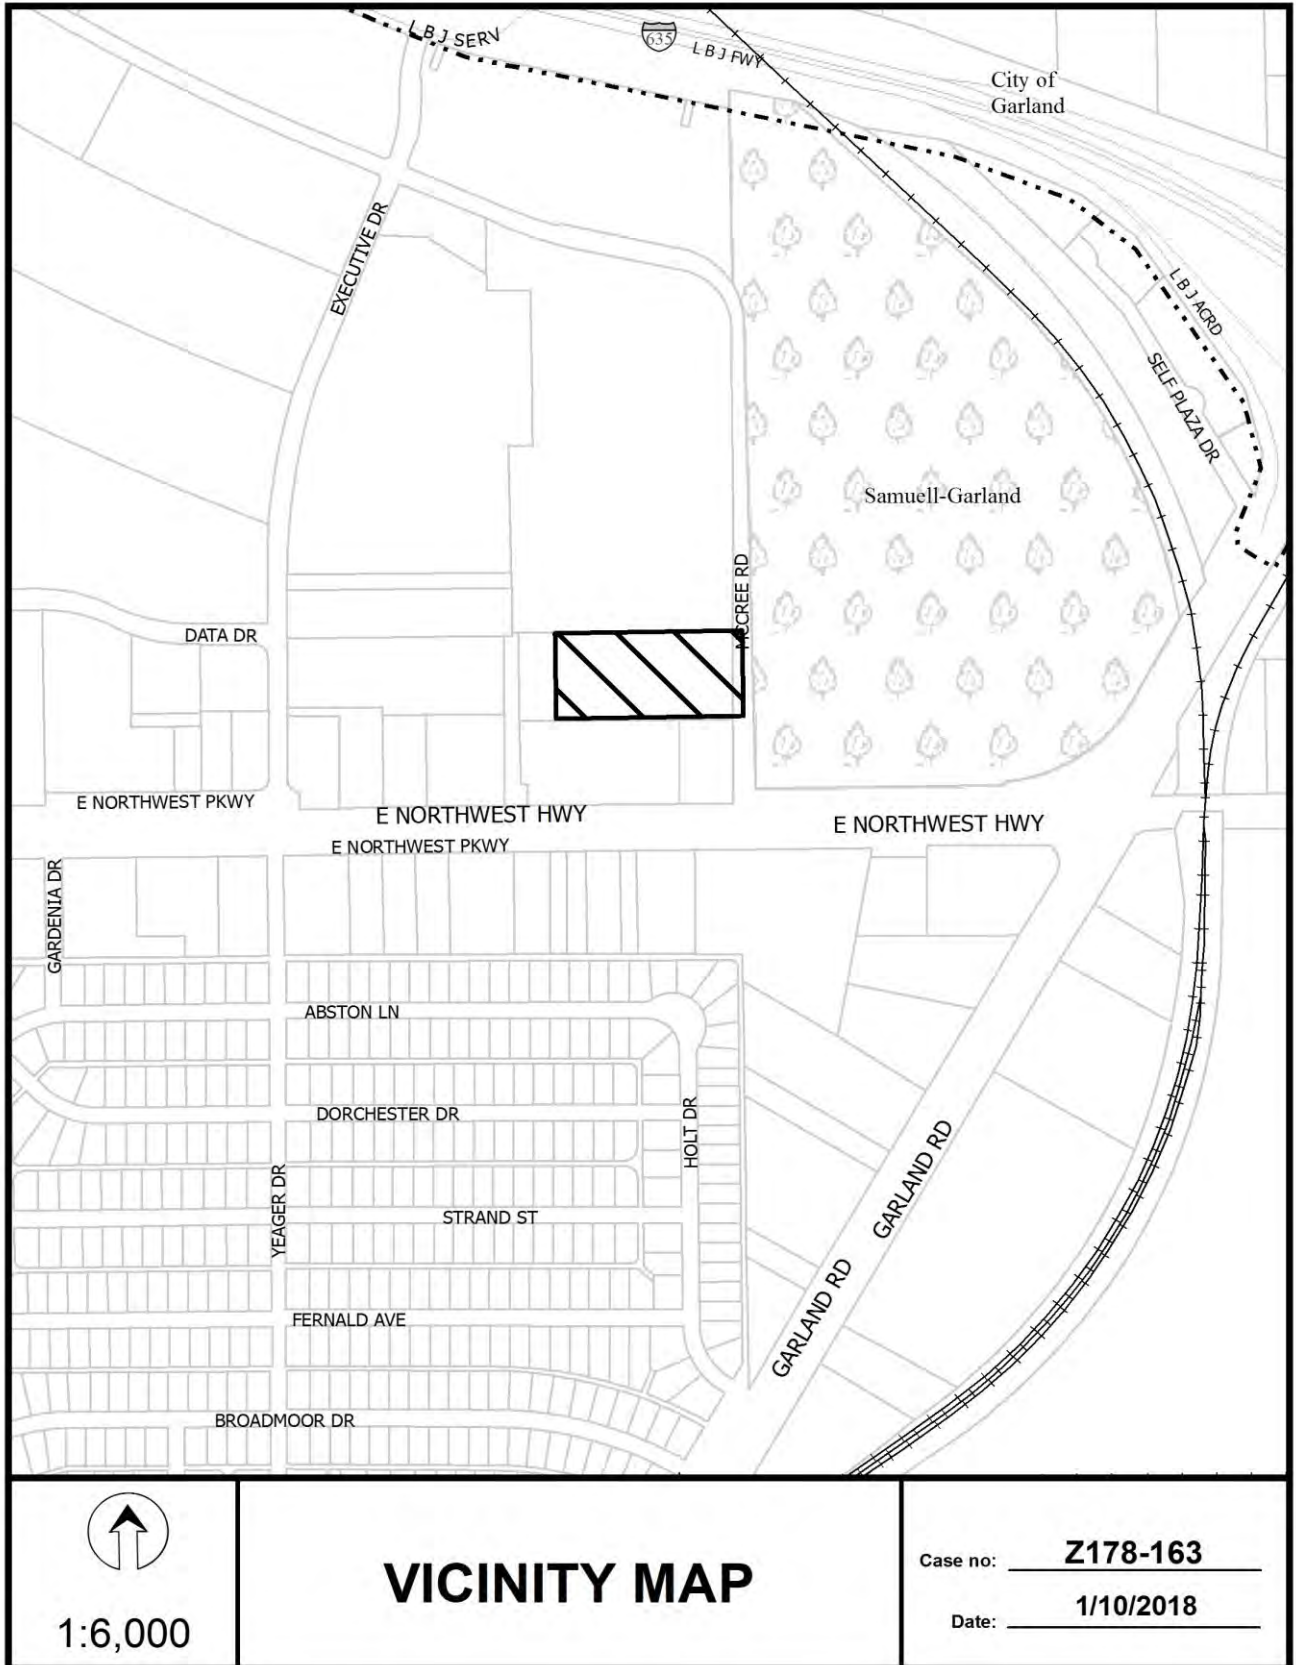 L B J SERV
635
L B J FWY
City of
Garland
EXECUTIVE DR
L B J ACRD
SELF PLAZA DR
Samuell-Garland
MCCREE RD
DATA DR
E NORTHWEST PKWY
E NORTHWEST HWY
E NORTHWEST HWY
E NORTHWEST PKWY
GARDENIA DR
ABSTON LN
DORCHESTER DR
HOLT DR
GARLAND RD
YEAGER DR
STRAND ST
GARLAND RD
FERNALD AVE
BROADMOOR DR
1:6,000
VICINITY MAP
Case no: Z178-163
Date: 1/10/2018